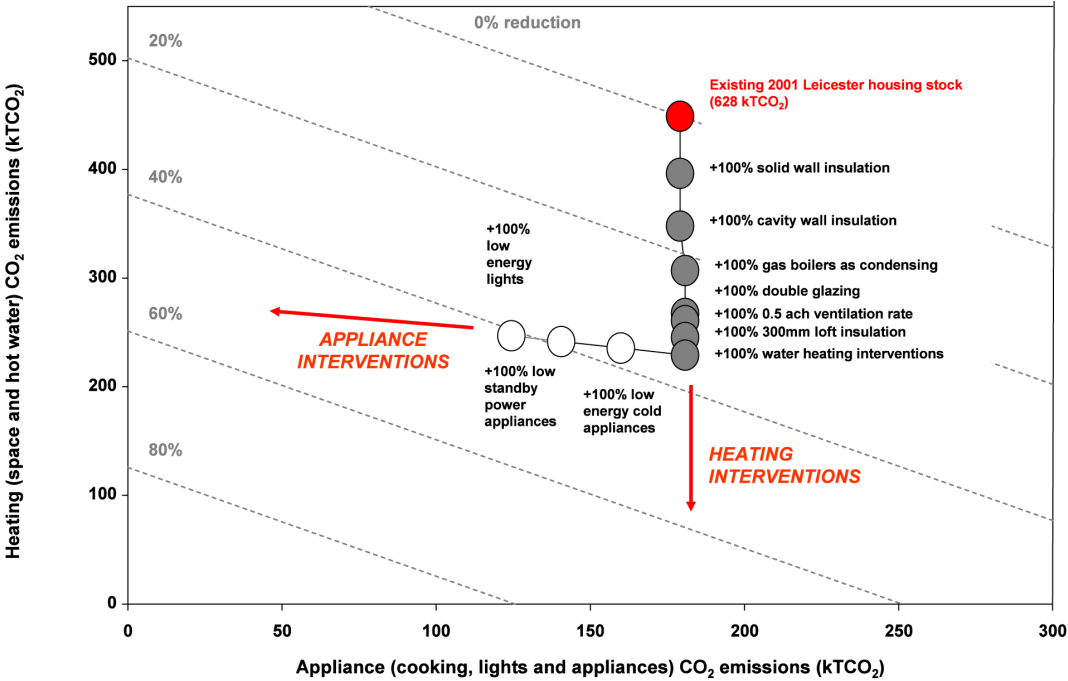 0% reduction
20%
500
Existing 2001 Leicester housing stock
(628 kTCO₂)
400
+100% solid wall insulation
40%
+100% cavity wall insulation
+100%
low
energy
lights
300
+100% gas boilers as condensing
+100% double glazing
+100% 0.5 ach ventilation rate
+100% 300mm loft insulation
+100% water heating interventions
60%
APPLIANCE
INTERVENTIONS
200
+100% low
standby
power
appliances
+100% low
energy cold
appliances
80%
HEATING
INTERVENTIONS
100
0
0
50
100
150
200
250
300
Heating (space and hot water) CO₂ emissions (kTCO₂)
Appliance (cooking, lights and appliances) CO₂ emissions (kTCO₂)